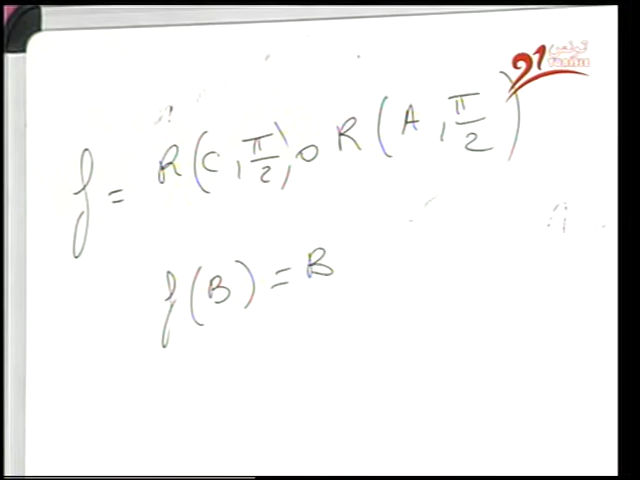 f = R(C, π/2) o R(A, π/2)
f(B) = B